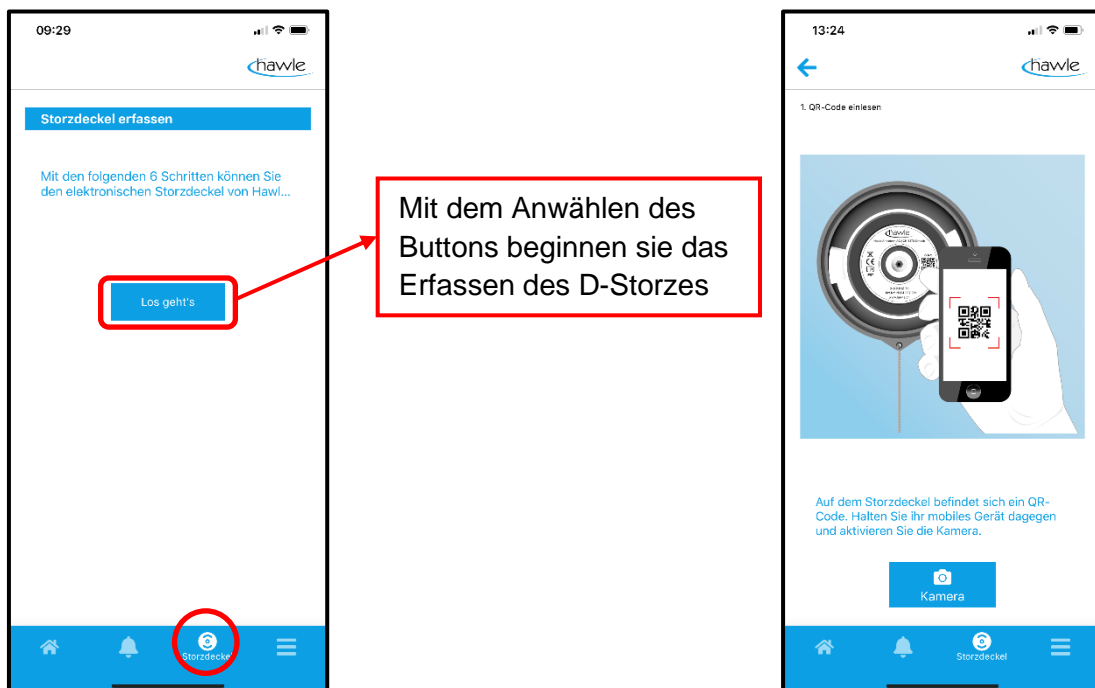 09:29
hawle
Storzdeckel erfassen
Mit den folgenden 6 Schritten können Sie
den elektronischen Storzdeckel von Hawl...
Los geht's
Storzdeckel
Mit dem Anwählen des
Buttons beginnen sie das
Erfassen des D-Storzes
13:24
hawle
1. QR-Code einlesen
hawle
Auf dem Storzdeckel befindet sich ein QR-
Code. Halten Sie ihr mobiles Gerät dagegen
und aktivieren Sie die Kamera.
Kamera
Storzdeckel